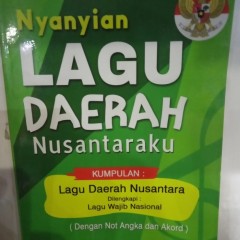 Nyanyian
LAGU
DAERAH
Nusantaraku
KUMPULAN :
Lagu Daerah Nusantara
Dilengkapi :
Lagu Wajib Nasional
( Dengan Not Angka dan Akord )